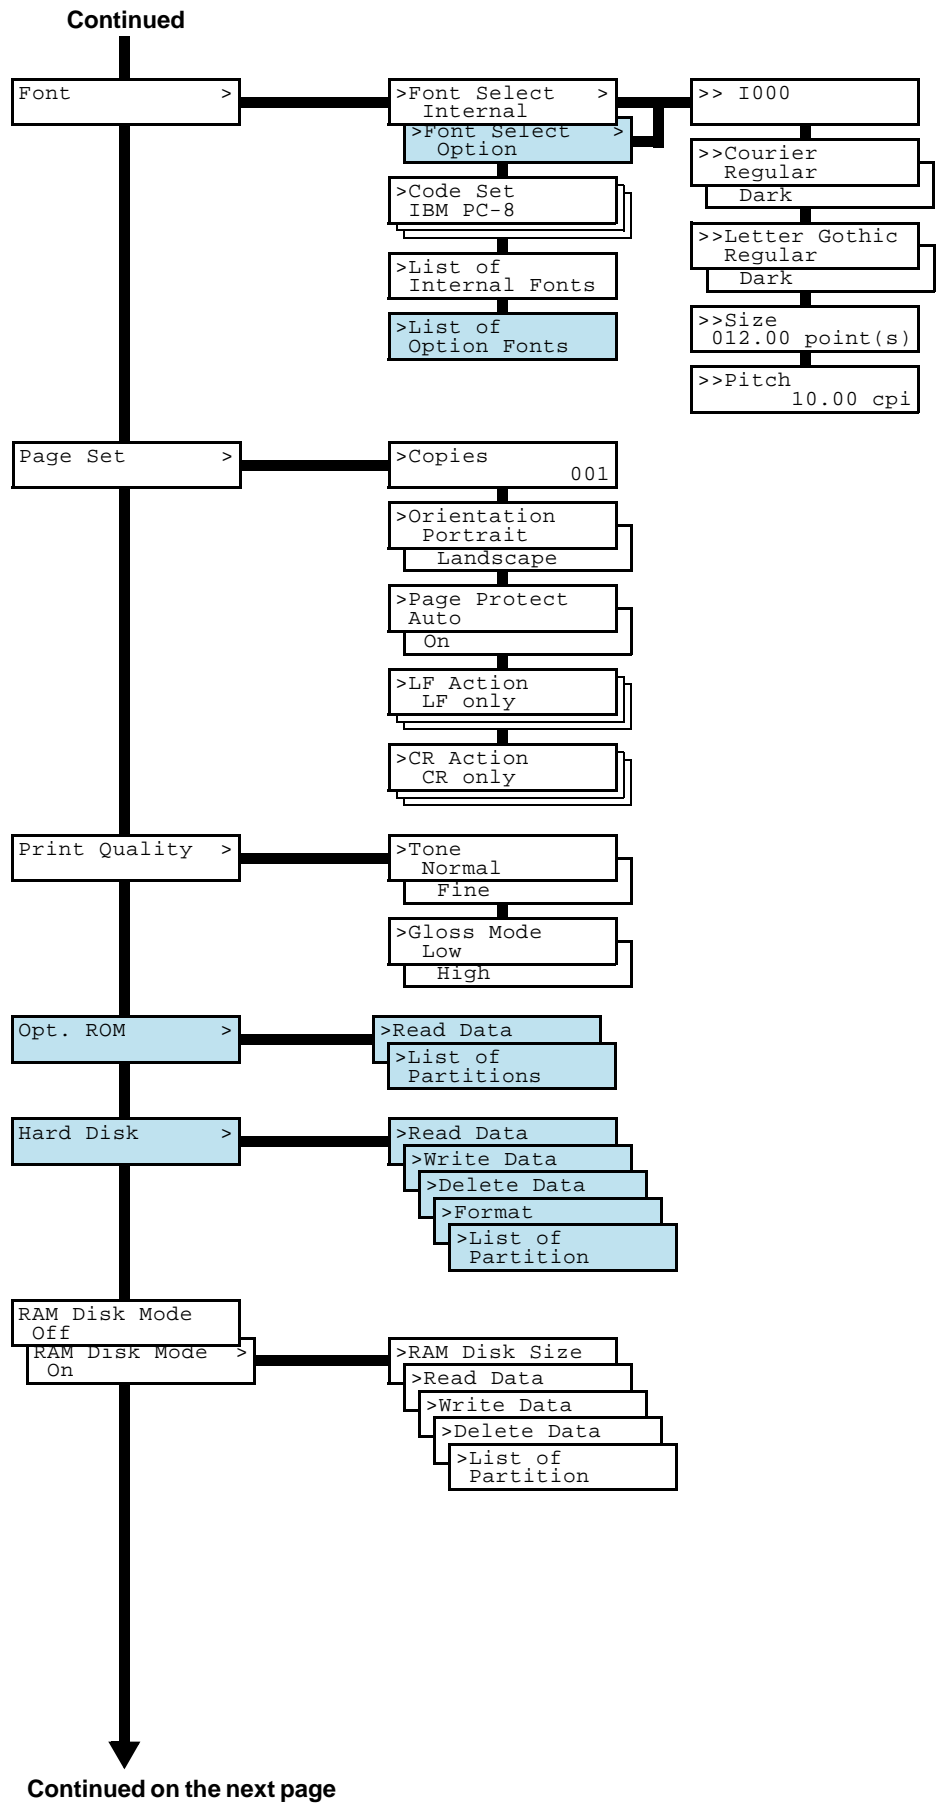 Continued
Font >
>Font Select >
Internal
>Font Select >
Option
>Code Set
IBM PC-8
>List of
Internal Fonts
>List of
Option Fonts
>> I000
>>Courier
Regular
Dark
>>Letter Gothic
Regular
Dark
>>Size
012.00 point(s)
>>Pitch
10.00 cpi
Page Set >
>Copies
001
>Orientation
Portrait
Landscape
>Page Protect
Auto
On
>LF Action
LF only
>CR Action
CR only
Print Quality >
>Tone
Normal
Fine
>Gloss Mode
Low
High
Opt. ROM >
>Read Data
>List of
Partitions
Hard Disk >
>Read Data
>Write Data
>Delete Data
>Format
>List of
Partition
RAM Disk Mode
Off
RAM Disk Mode >
On
>RAM Disk Size
>Read Data
>Write Data
>Delete Data
>List of
Partition
Continued on the next page